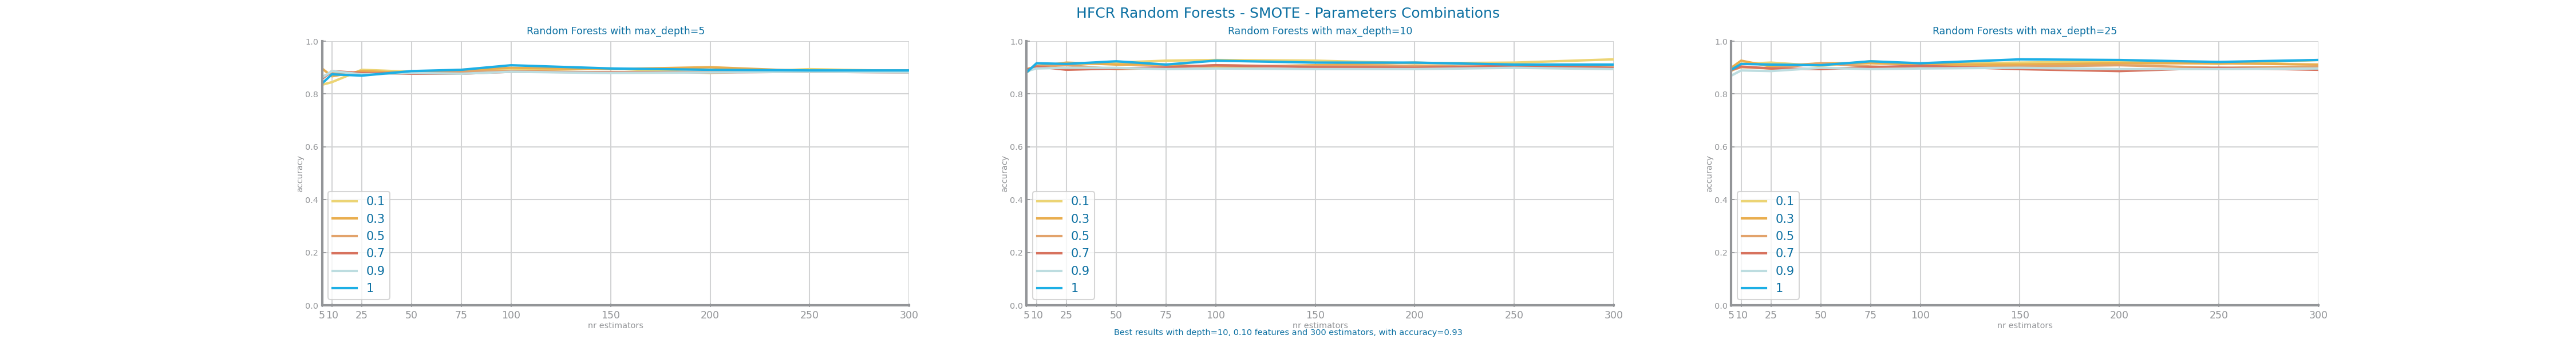 HFCR Random Forests - SMOTE - Parameters Combinations
Random Forests with max_depth=5
1.0
0.8
0.6
0.4
0.2
0.0
accuracy
0.1
0.3
0.5
0.7
0.9
1
5 10 25 50 75 100 150 200 250 300
nr estimators
Random Forests with max_depth=10
1.0
0.8
0.6
0.4
0.2
0.0
accuracy
0.1
0.3
0.5
0.7
0.9
1
5 10 25 50 75 100 150 200 250 300
nr estimators
Random Forests with max_depth=25
1.0
0.8
0.6
0.4
0.2
0.0
accuracy
0.1
0.3
0.5
0.7
0.9
1
5 10 25 50 75 100 150 200 250 300
nr estimators
Best results with depth=10, 0.10 features and 300 estimators, with accuracy=0.93